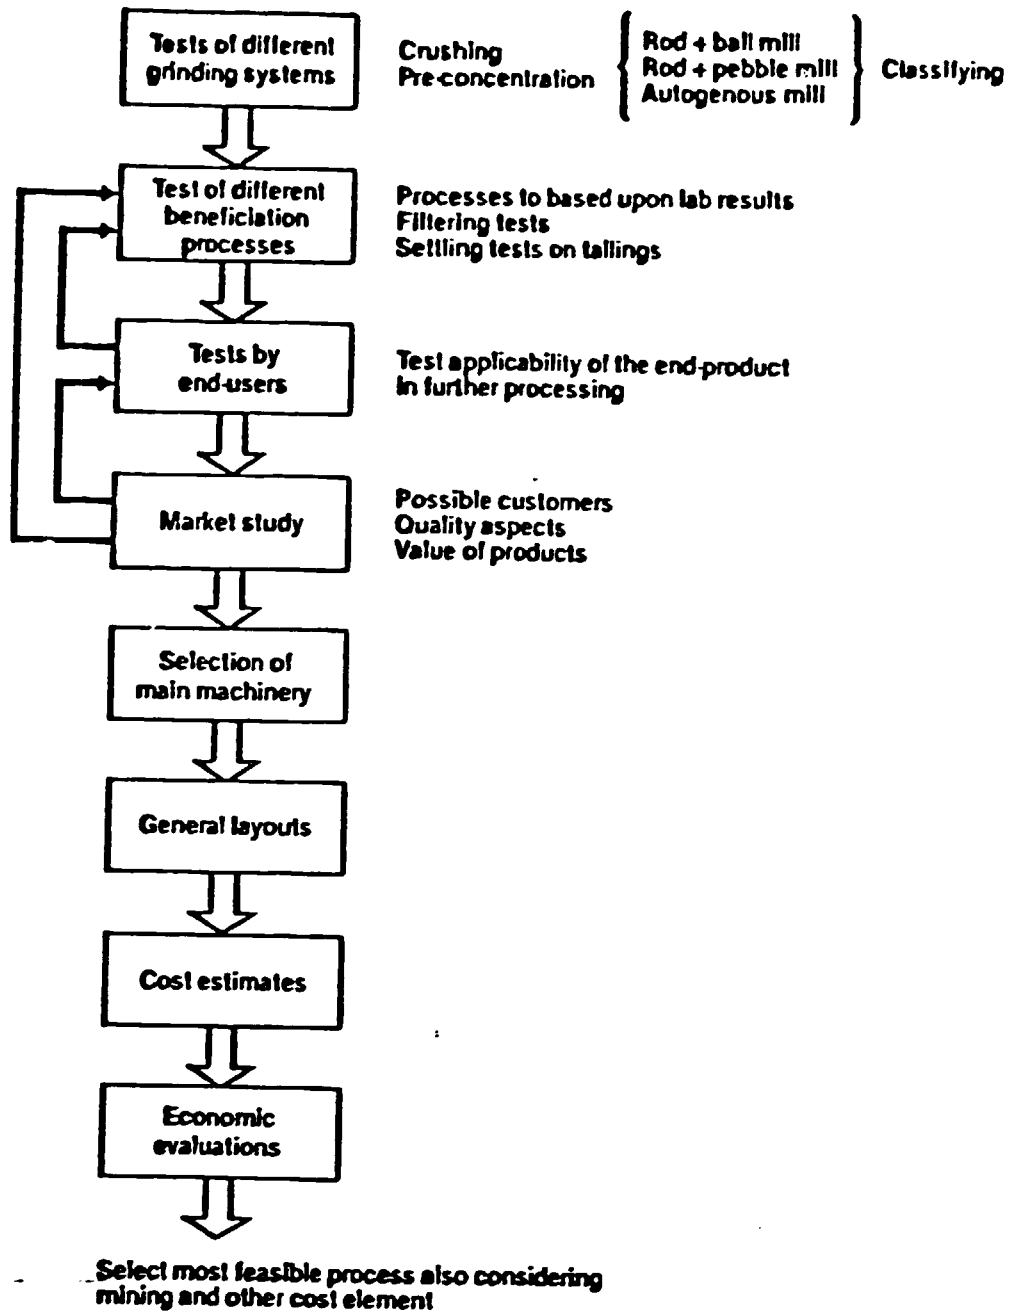 Tests of different
grinding systems
Crushing
Pre-concentration
Rod + ball mill
Rod + pebble mill
Autogenous mill
Classifying
Test of different
beneficiation
processes
Processes to based upon lab results
Filtering tests
Settling tests on tailings
Tests by
end-users
Test applicability of the end-product
in further processing
Market study
Possible customers
Quality aspects
Value of products
Selection of
main machinery
General layouts
Cost estimates
Economic
evaluations
Select most feasible process also considering
mining and other cost element